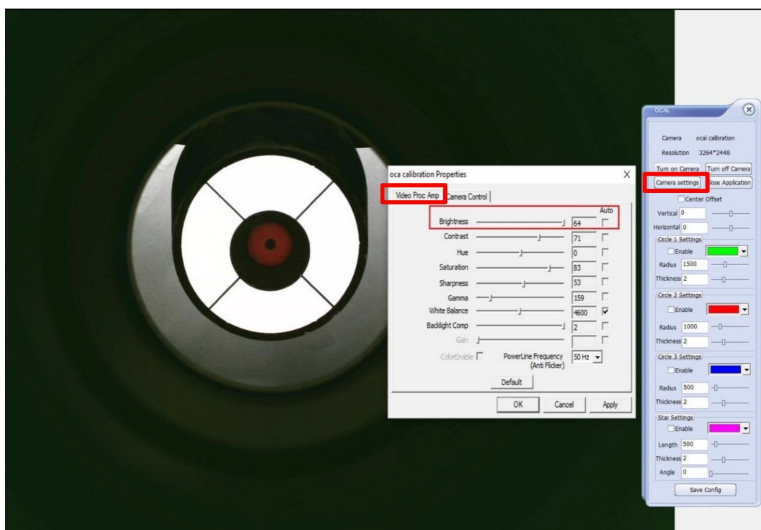 OCAL
Camera ocal calibration
Resolution 3264*2448
Turn on Camera Turn off Camera
Camera settings lose Application
Center Offset
Vertical 0
Horizontal 0
Circle 1 Settings
Enable
Radius 1500
Thickness 2
Circle 2 Settings
Enable
Radius 1000
Thickness 2
Circle 3 Settings
Enable
Radius 500
Thickness 2
Star Settings
Enable
Length 500
Thickness 2
Angle 0
Save Config
oca calibration Properties X
Video Proc Amp Camera Control
Auto
Brightness 64
Contrast 71
Hue 0
Saturation 83
Sharpness 53
Gamma 159
White Balance 4600
Backlight Comp 2
Gain
ColorEnable PowerLine Frequency 50 Hz
(Anti Flicker)
Default
OK Cancel Apply